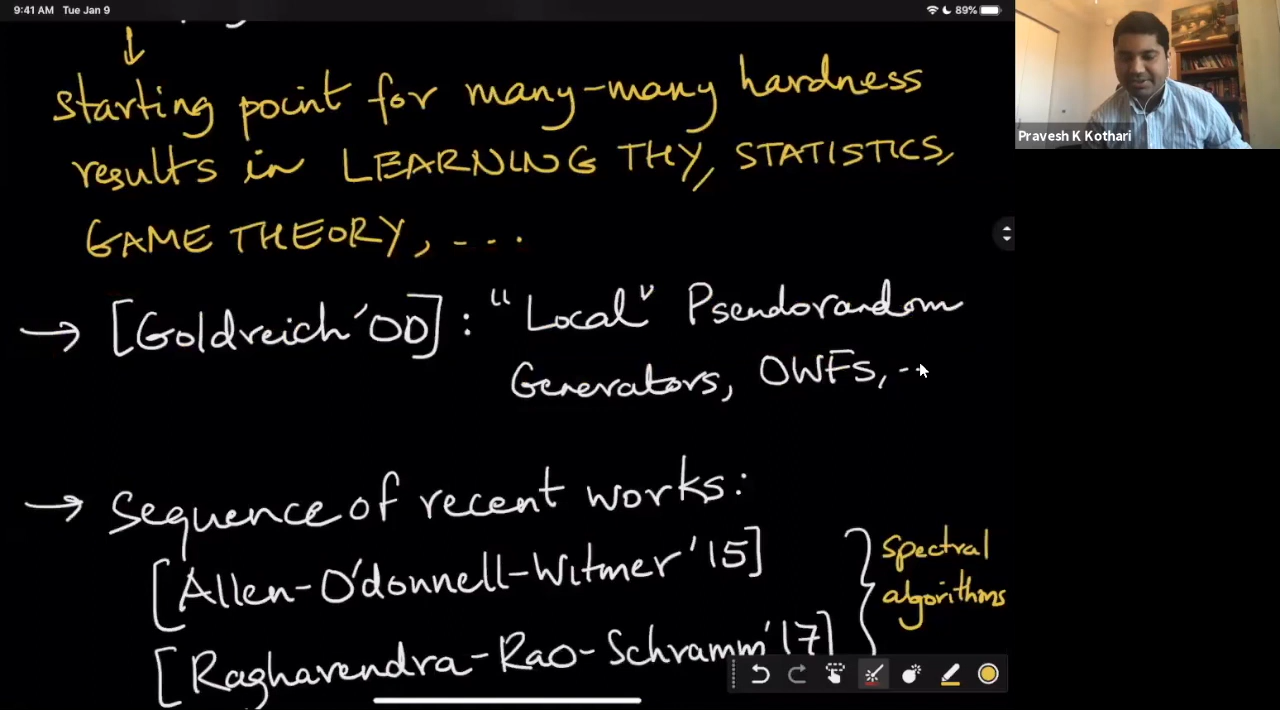 9:41 AM Tue Jan 9
89%
starting point for many-many hardness
results in LEARNING THY, STATISTICS,
GAME THEORY, ...
→ [Goldreich'00] : "Local" Pseudorandom
Generators, OWFs, ...
→ Sequence of recent works:
[Allen-O'donnell-Witmer'15]
[Raghavendra-Rao-Schramm'17]
spectral
algorithms
Pravesh K Kothari